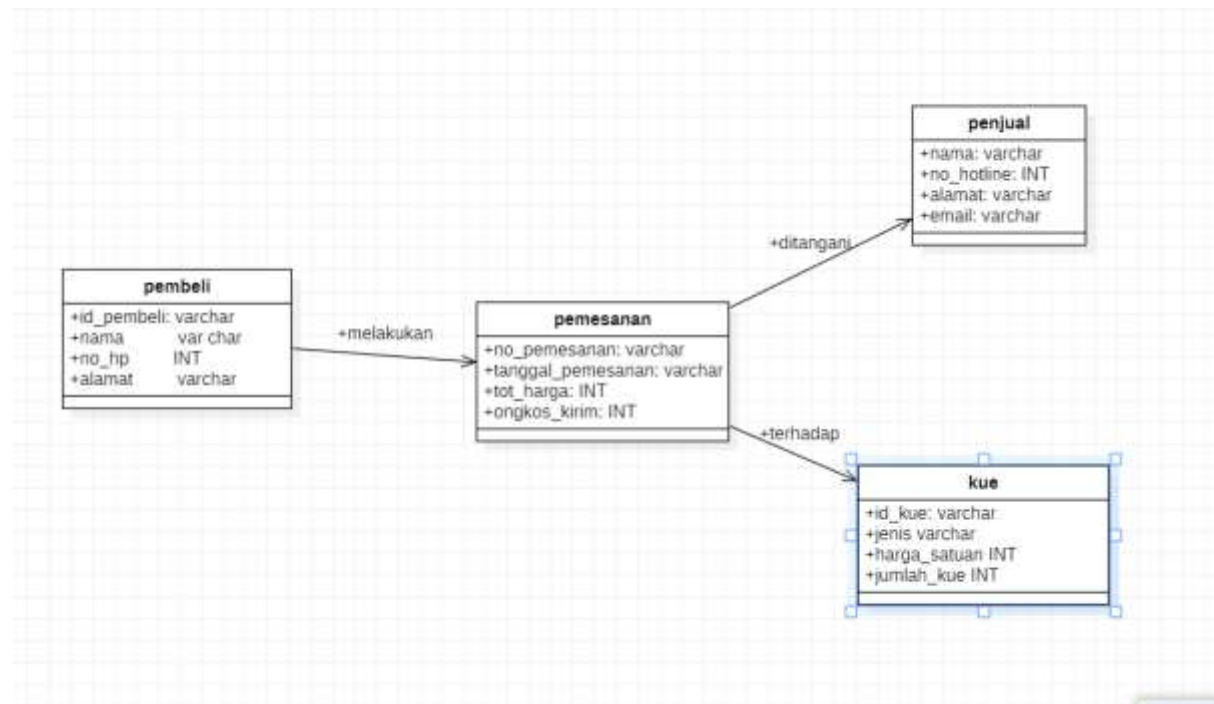 penjual
+nama: varchar
+no_hotline: INT
+alamat: varchar
+email: varchar
+ditangani
pembeli
+id_pembeli: varchar
+nama var char
+no_hp INT
+alamat varchar
+melakukan
pemesanan
+no_pemesanan: varchar
+tanggal_pemesanan: varchar
+tot_harga: INT
+ongkos_kirim: INT
+terhadap
kue
+id_kue: varchar
+jenis varchar
+harga_satuan INT
+jumlah_kue INT